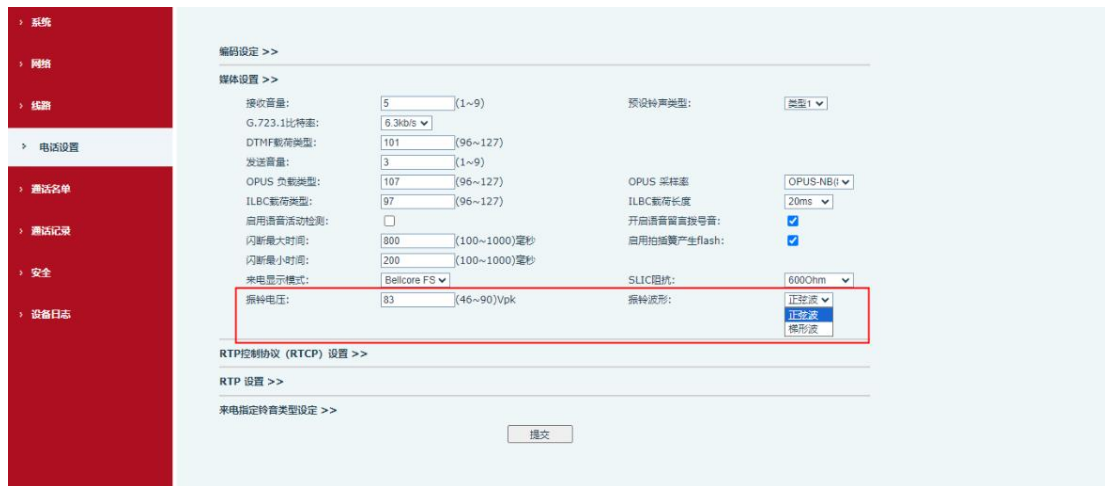 › 系统
› 网络
› 线路
› 电话设置
› 通话名单
› 通话记录
› 安全
› 设备日志
编码设定 >>
媒体设置 >>
接收音量: 5 (1~9) 预设铃声类型: 类型1
G.723.1比特率: 6.3kb/s
DTMF载荷类型: 101 (96~127)
发送音量: 3 (1~9)
OPUS 负载类型: 107 (96~127) OPUS 采样率 OPUS-NB(
ILBC载荷类型: 97 (96~127) ILBC载荷长度 20ms
启用语音活动检测: 开启语音留言拨号音:
闪断最大时间: 800 (100~1000)毫秒 启用拍插簧产生flash:
闪断最小时间: 200 (100~1000)毫秒
来电显示模式: Bellcore FS SLIC阻抗: 600Ohm
振铃电压: 83 (46~90)Vpk 振铃波形: 正弦波
正弦波
梯形波
RTP控制协议 (RTCP) 设置 >>
RTP 设置 >>
来电指定铃音类型设定 >>
提交